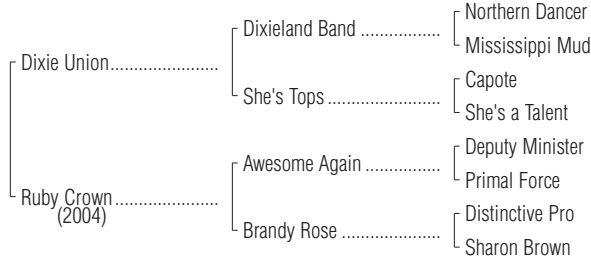 Northern Dancer
Dixieland Band ..................
Mississippi Mud
Dixie Union........................
Capote
She's Tops .........................
She's a Talent
Deputy Minister
Awesome Again .................
Primal Force
Ruby Crown .......................
(2004)
Distinctive Pro
Brandy Rose ......................
Sharon Brown